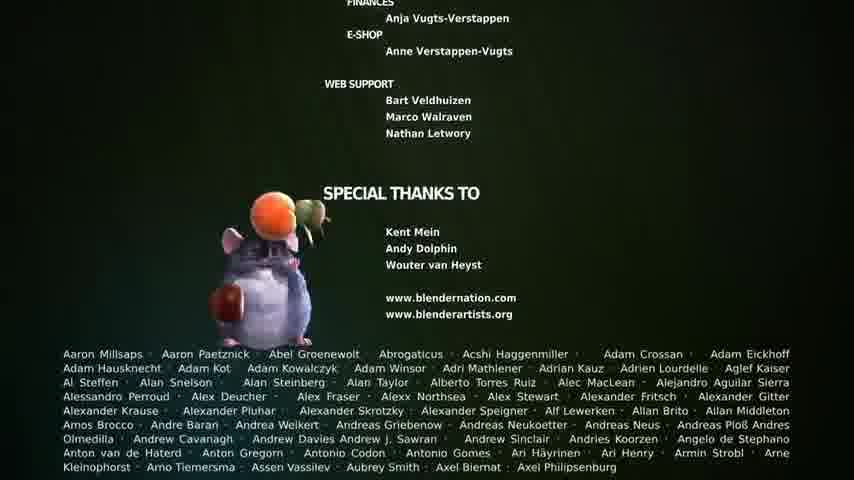 FINANCES
Anja Vugts-Verstappen
E-SHOP
Anne Verstappen-Vugts
WEB SUPPORT
Bart Veldhuizen
Marco Walraven
Nathan Letwory
SPECIAL THANKS TO
Kent Mein
Andy Dolphin
Wouter van Heyst
www.blendernation.com
www.blenderartists.org
Aaron Millsaps · Aaron Paetznick · Abel Groenewolt · Abrogaticus · Acshi Haggenmiller · Adam Crossan · Adam Eickhoff
Adam Hausknecht · Adam Kot · Adam Kowalczyk · Adam Winsor · Adri Mathlener · Adrian Kauz · Adrien Lourdelle · Aglef Kaiser
Al Steffen · Alan Snelson · Alan Steinberg · Alan Taylor · Alberto Torres Ruiz · Alec MacLean · Alejandro Aguilar Sierra
Alessandro Perroud · Alex Deucher · Alex Fraser · Alexx Northsea · Alex Stewart · Alexander Fritsch · Alexander Gitter
Alexander Krause · Alexander Pluhar · Alexander Skrotzky · Alexander Speigner · Alf Lewerken · Allan Brito · Allan Middleton
Amos Brocco · Andre Baran · Andrea Weikert · Andreas Griebenow · Andreas Neukoetter · Andreas Neus · Andreas Ploß Andres
Olmedilla · Andrew Cavanagh · Andrew Davies Andrew j. Sawran · Andrew Sinclair · Andries Koorzen · Angelo de Stephano
Anton van de Haterd · Anton Gregorn · Antonio Codon · Antonio Gomes · Ari Häyrinen · Ari Henry · Armin Strobl · Arne
Kleinophorst · Arno Tiemersma · Assen Vassilev · Aubrey Smith · Axel Biernat · Axel Philipsenburg